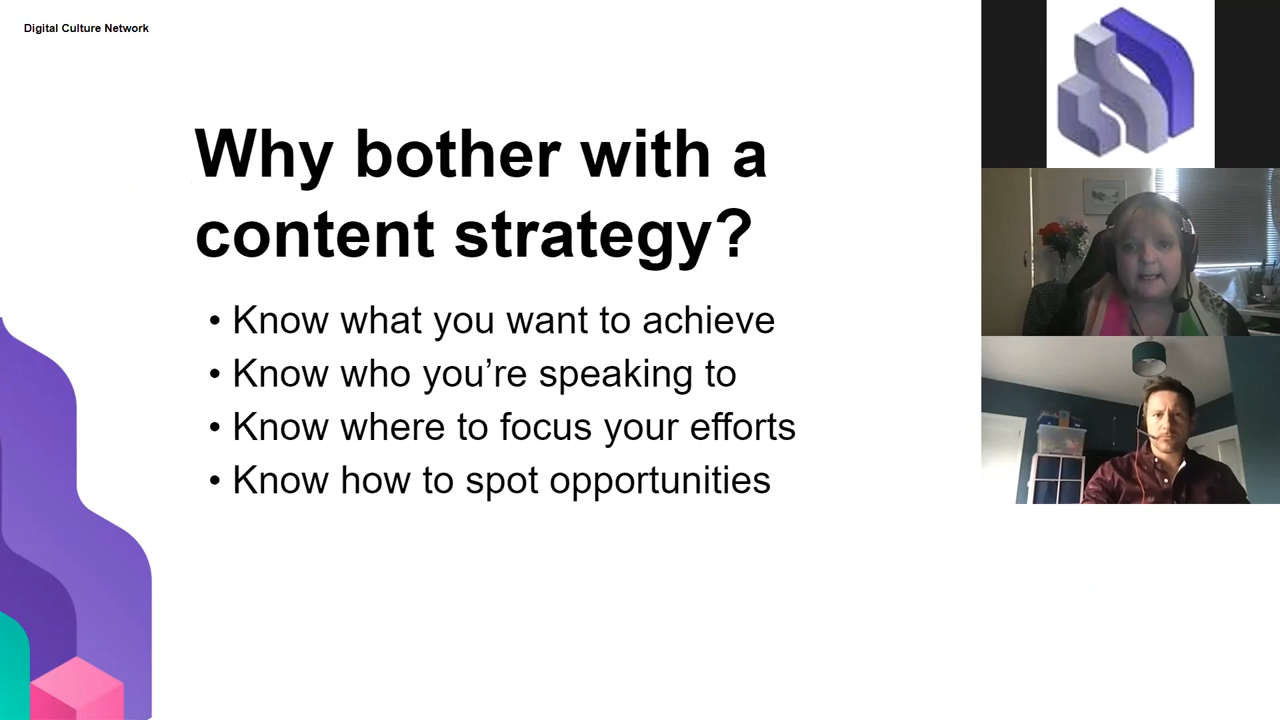 Digital Culture Network
Why bother with a
content strategy?
• Know what you want to achieve
• Know who you’re speaking to
• Know where to focus your efforts
• Know how to spot opportunities